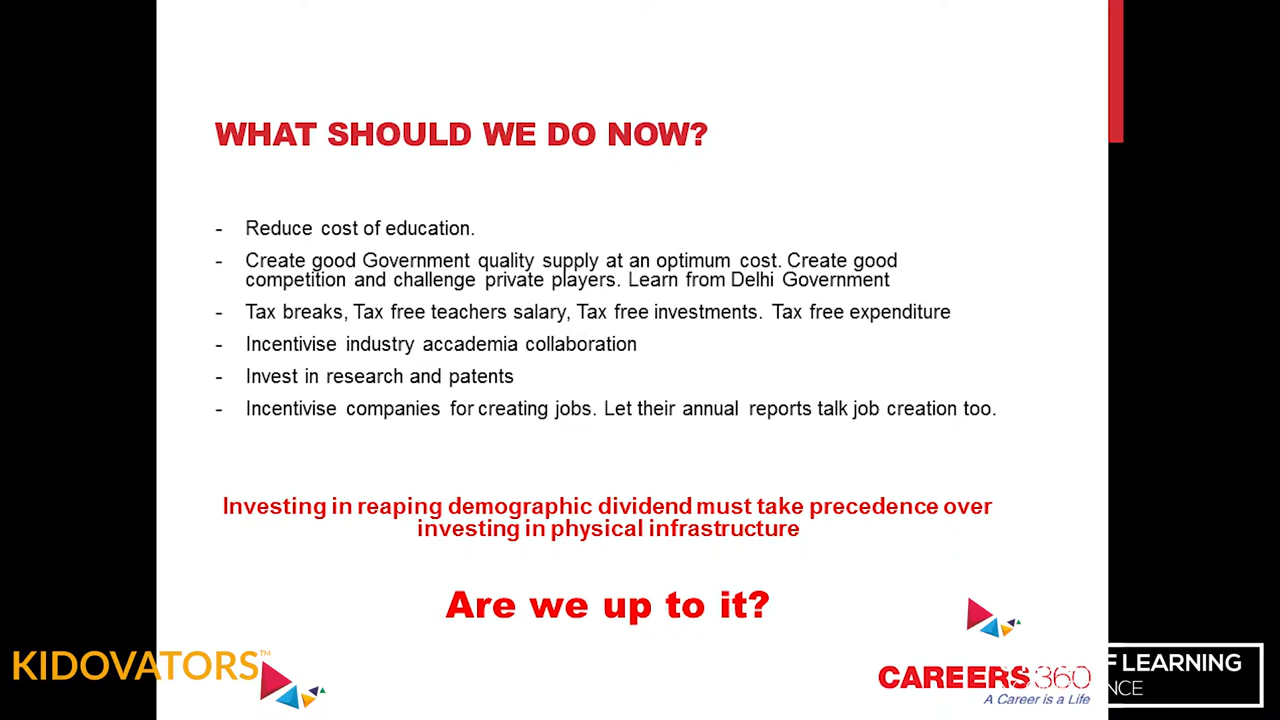 WHAT SHOULD WE DO NOW?
- Reduce cost of education.
- Create good Government quality supply at an optimum cost. Create good
competition and challenge private players. Learn from Delhi Government
- Tax breaks, Tax free teachers salary, Tax free investments. Tax free expenditure
- Incentivise industry accademia collaboration
- Invest in research and patents
- Incentivise companies for creating jobs. Let their annual reports talk job creation too.
Investing in reaping demographic dividend must take precedence over
investing in physical infrastructure
Are we up to it?
KIDOVATORS™
CAREERS360
A Career is a Life
F LEARNING
NCE